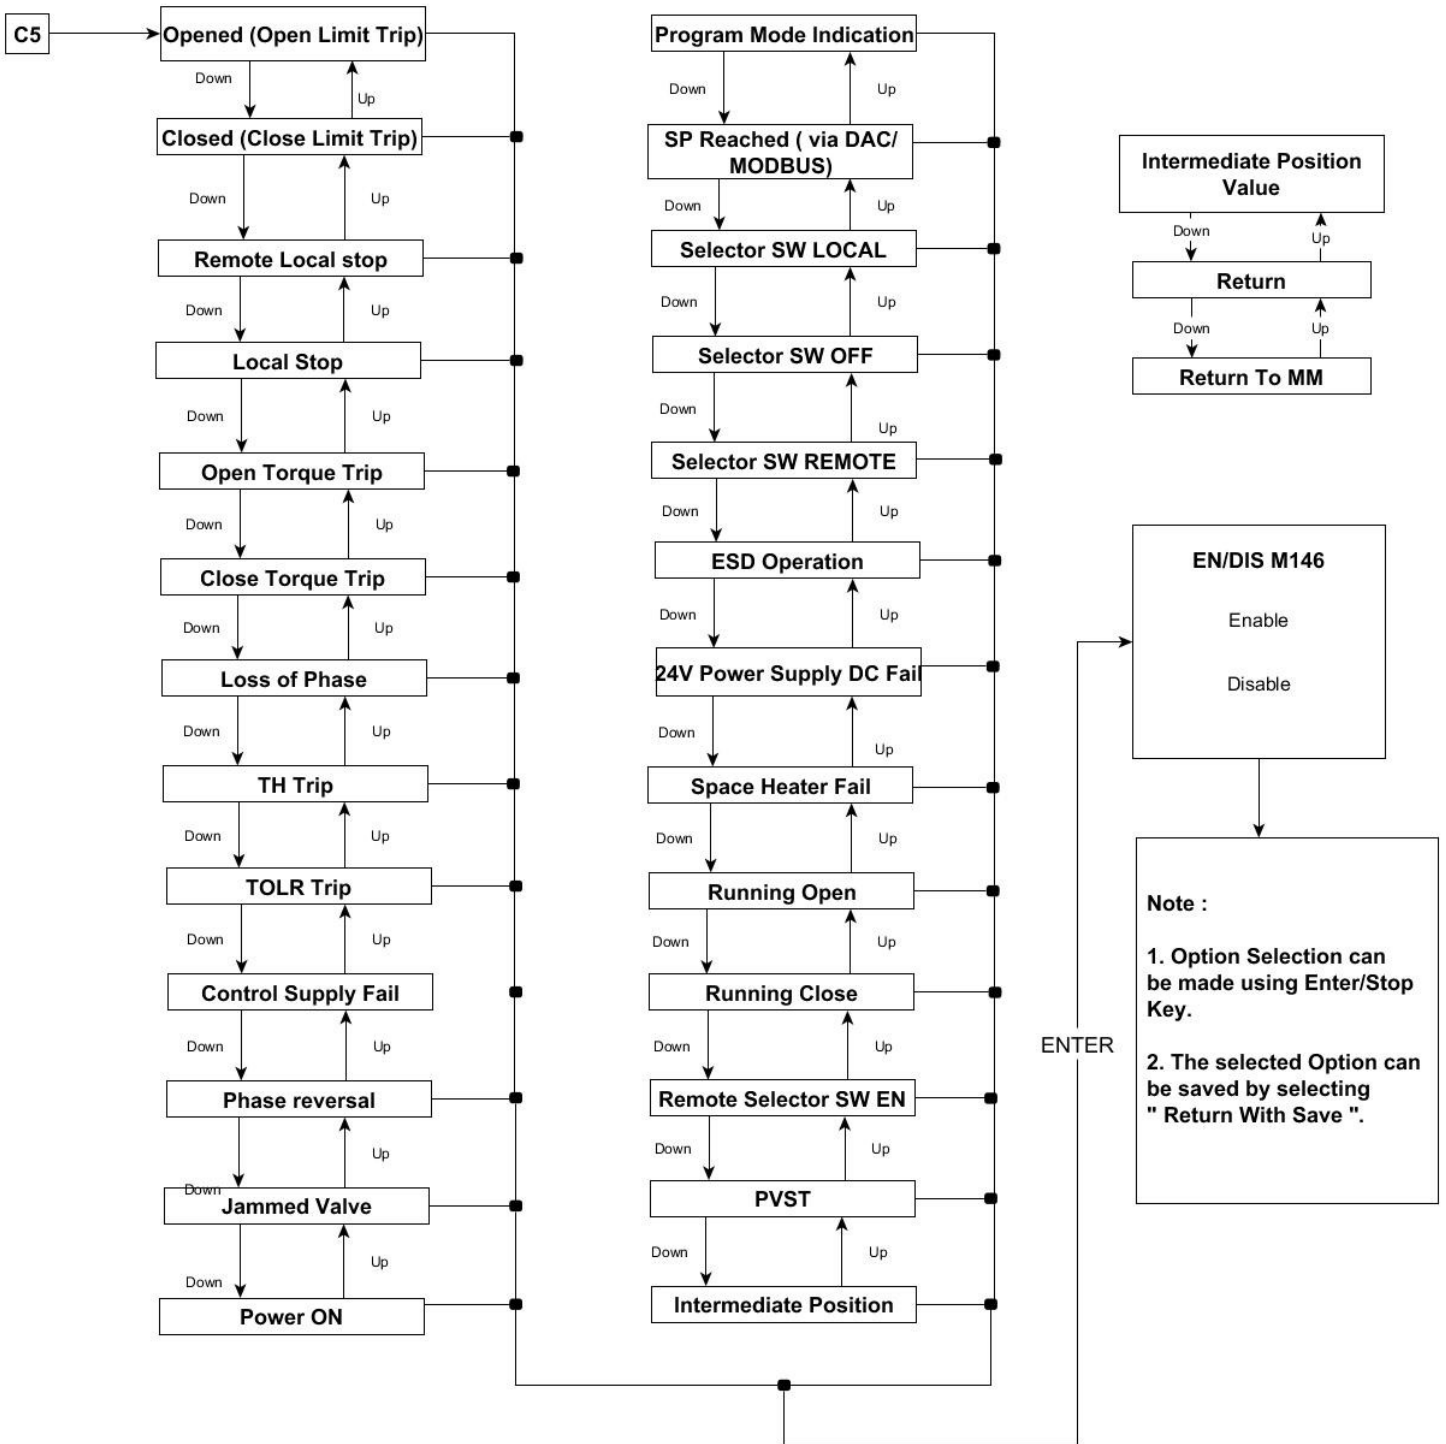 C5
Opened (Open Limit Trip)
Down
Up
Closed (Close Limit Trip)
Down
Up
Remote Local stop
Down
Up
Local Stop
Down
Up
Open Torque Trip
Down
Up
Close Torque Trip
Down
Up
Loss of Phase
Down
Up
TH Trip
Down
Up
TOLR Trip
Down
Up
Control Supply Fail
Down
Up
Phase reversal
Down
Up
Jammed Valve
Down
Up
Power ON
Program Mode Indication
Down
Up
SP Reached ( via DAC/
MODBUS)
Down
Up
Selector SW LOCAL
Down
Up
Selector SW OFF
Down
Up
Selector SW REMOTE
Down
Up
ESD Operation
Down
Up
24V Power Supply DC Fail
Down
Up
Space Heater Fail
Down
Up
Running Open
Down
Up
Running Close
Down
Up
Remote Selector SW EN
Down
Up
PVST
Down
Up
Intermediate Position
Intermediate Position
Value
Down
Up
Return
Down
Up
Return To MM
ENTER
EN/DIS M146
Enable
Disable
Note :
1. Option Selection can
be made using Enter/Stop
Key.
2. The selected Option can
be saved by selecting
" Return With Save ".